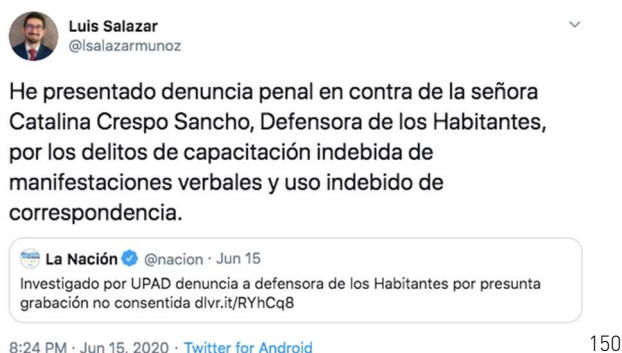 Luis Salazar
@lsalazarmunoz
He presentado denuncia penal en contra de la señora
Catalina Crespo Sancho, Defensora de los Habitantes,
por los delitos de capacitación indebida de
manifestaciones verbales y uso indebido de
correspondencia.
La Nación @nacion · Jun 15
Investigado por UPAD denuncia a defensora de los Habitantes por presunta
grabación no consentida dlvr.it/RYhCq8
8:24 PM · Jun 15, 2020 · Twitter for Android
150